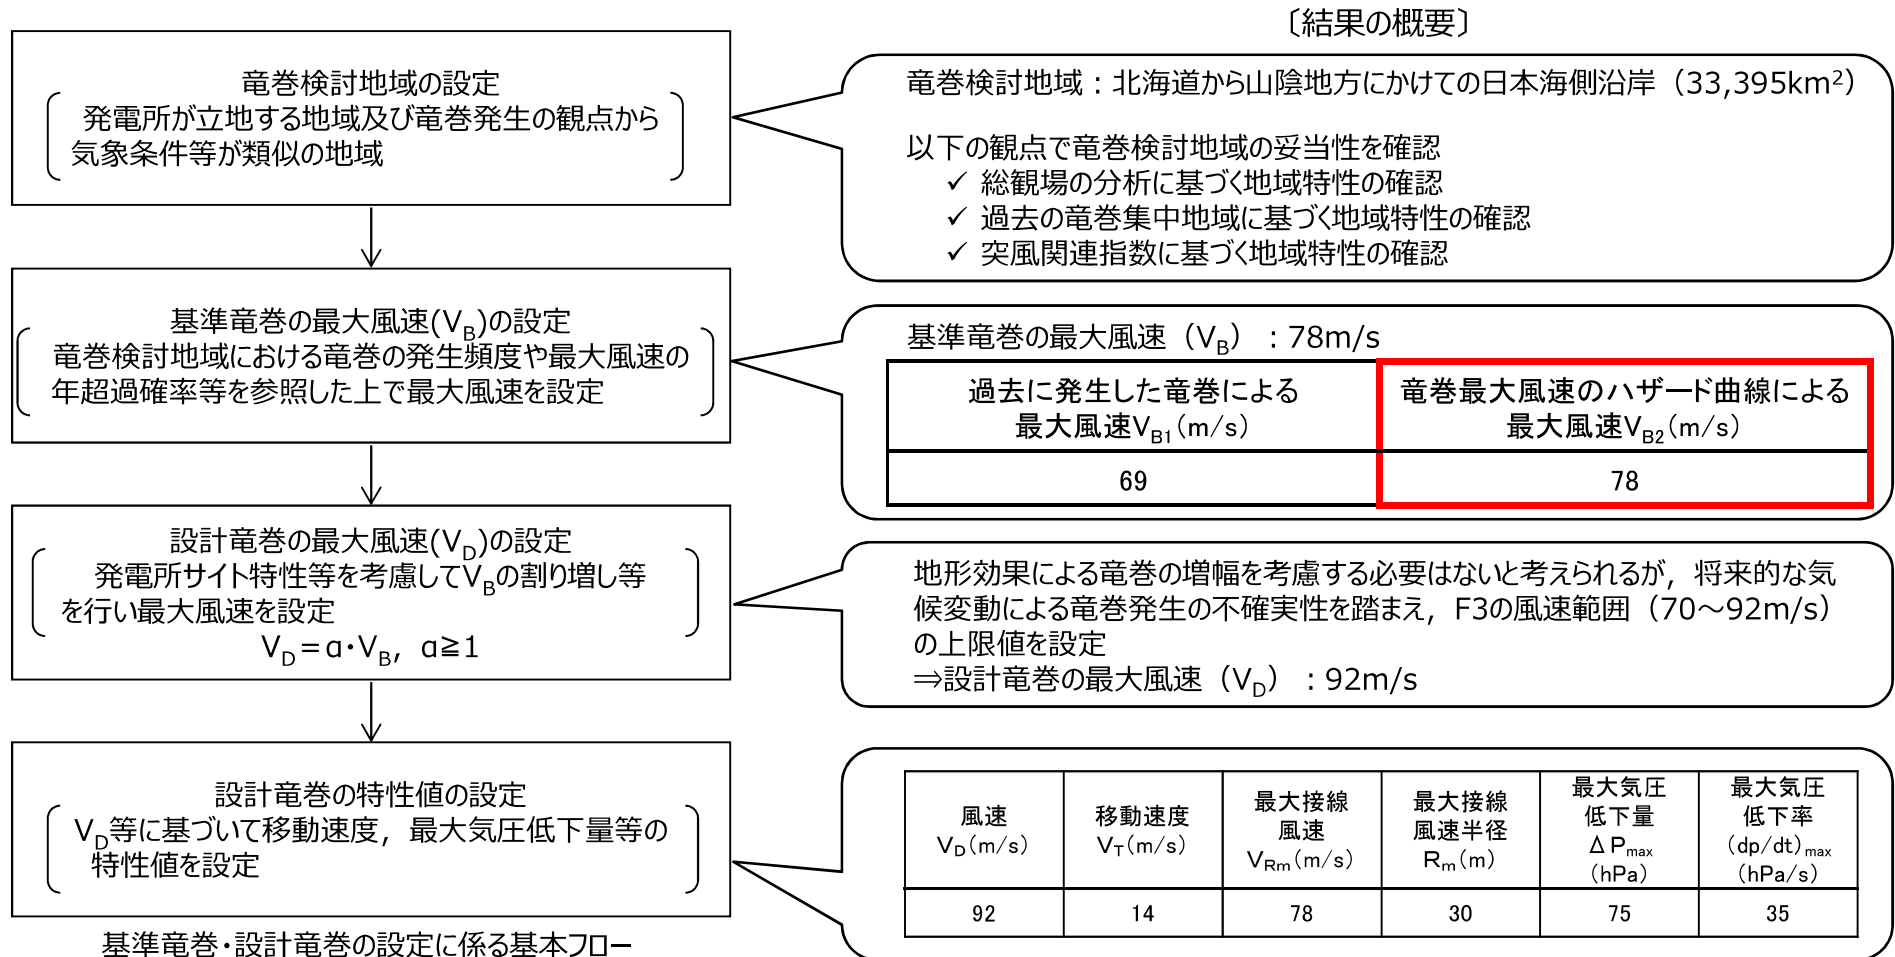 〔結果の概要〕
竜巻検討地域の設定
発電所が立地する地域及び竜巻発生の観点から
気象条件等が類似の地域
竜巻検討地域：北海道から山陰地方にかけての日本海側沿岸（33,395km²）
以下の観点で竜巻検討地域の妥当性を確認
✓ 総観場の分析に基づく地域特性の確認
✓ 過去の竜巻集中地域に基づく地域特性の確認
✓ 突風関連指数に基づく地域特性の確認
基準竜巻の最大風速(VB)の設定
竜巻検討地域における竜巻の発生頻度や最大風速の
年超過確率等を参照した上で最大風速を設定
基準竜巻の最大風速（VB）：78m/s
過去に発生した竜巻による
最大風速VB1(m/s)
竜巻最大風速のハザード曲線による
最大風速VB2(m/s)
69
78
設計竜巻の最大風速(VD)の設定
発電所サイト特性等を考慮してVBの割り増し等
を行い最大風速を設定
VD＝α・VB，α≧1
地形効果による竜巻の増幅を考慮する必要はないと考えられるが，将来的な気
候変動による竜巻発生の不確実性を踏まえ，F3の風速範囲（70～92m/s）
の上限値を設定
⇒設計竜巻の最大風速（VD）：92m/s
設計竜巻の特性値の設定
VD等に基づいて移動速度，最大気圧低下量等の
特性値を設定
風速
VD(m/s)
移動速度
VT(m/s)
最大接線
風速
VRm(m/s)
最大接線
風速半径
Rm(m)
最大気圧
低下量
ΔPmax
(hPa)
最大気圧
低下率
(dp/dt)max
(hPa/s)
92
14
78
30
75
35
基準竜巻・設計竜巻の設定に係る基本フロー